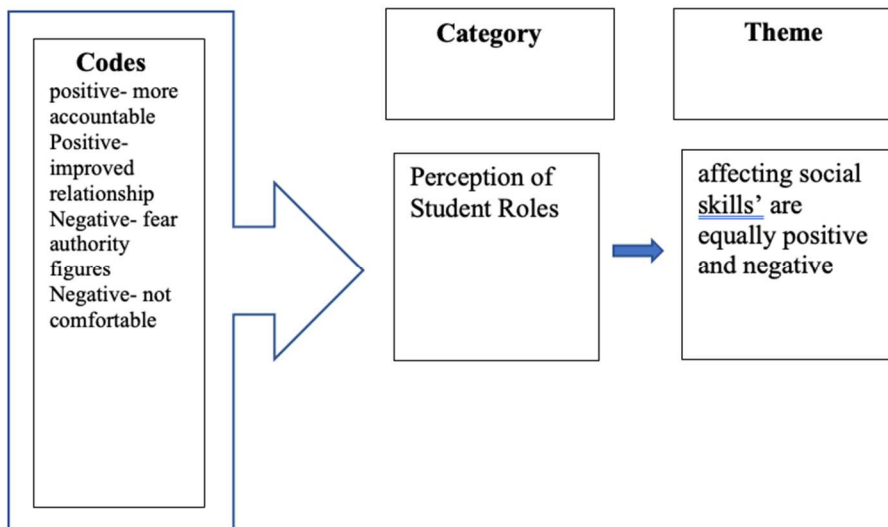 Codes
positive- more
accountable
Positive-
improved
relationship
Negative- fear
authority
figures
Negative- not
comfortable
Category
Perception of
Student Roles
Theme
affecting social
skills’ are
equally positive
and negative